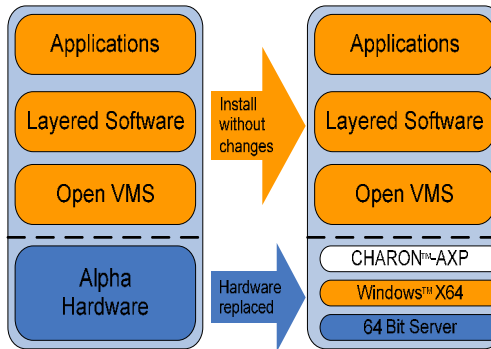 Applications
Layered Software
Open VMS
Alpha
Hardware
Install
without
changes
Hardware
replaced
Applications
Layered Software
Open VMS
CHARON™-AXP
Windows™ X64
64 Bit Server